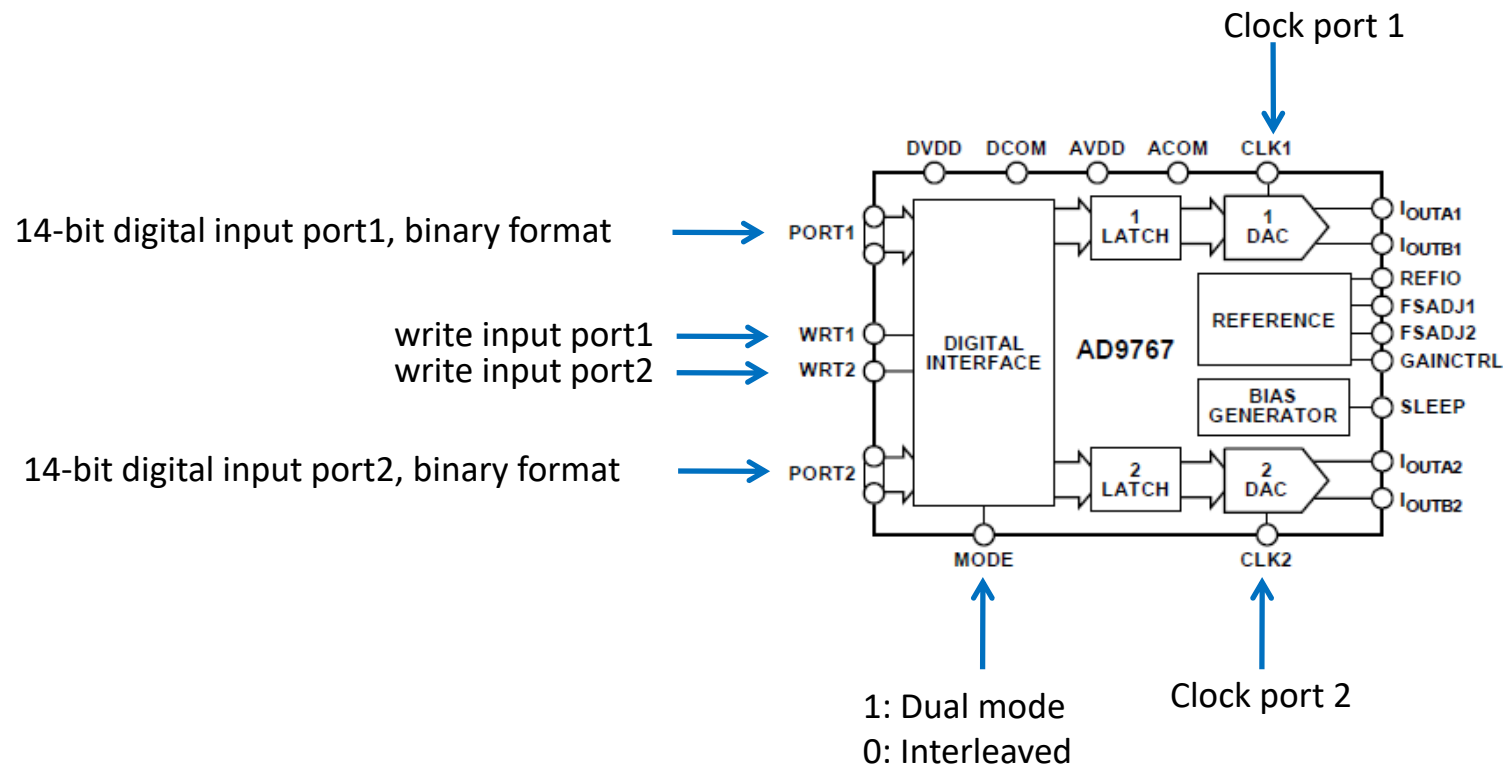 Clock port 1
DVDD DCOM AVDD ACOM CLK1
14-bit digital input port1, binary format
PORT1
1
LATCH
1
DAC
IOUTA1
IOUTB1
REFIO
FSADJ1
FSADJ2
GAINCTRL
REFERENCE
write input port1
WRT1
write input port2
WRT2
DIGITAL
INTERFACE
AD9767
BIAS
GENERATOR
SLEEP
14-bit digital input port2, binary format
PORT2
2
LATCH
2
DAC
IOUTA2
IOUTB2
MODE
CLK2
1: Dual mode
0: Interleaved
Clock port 2